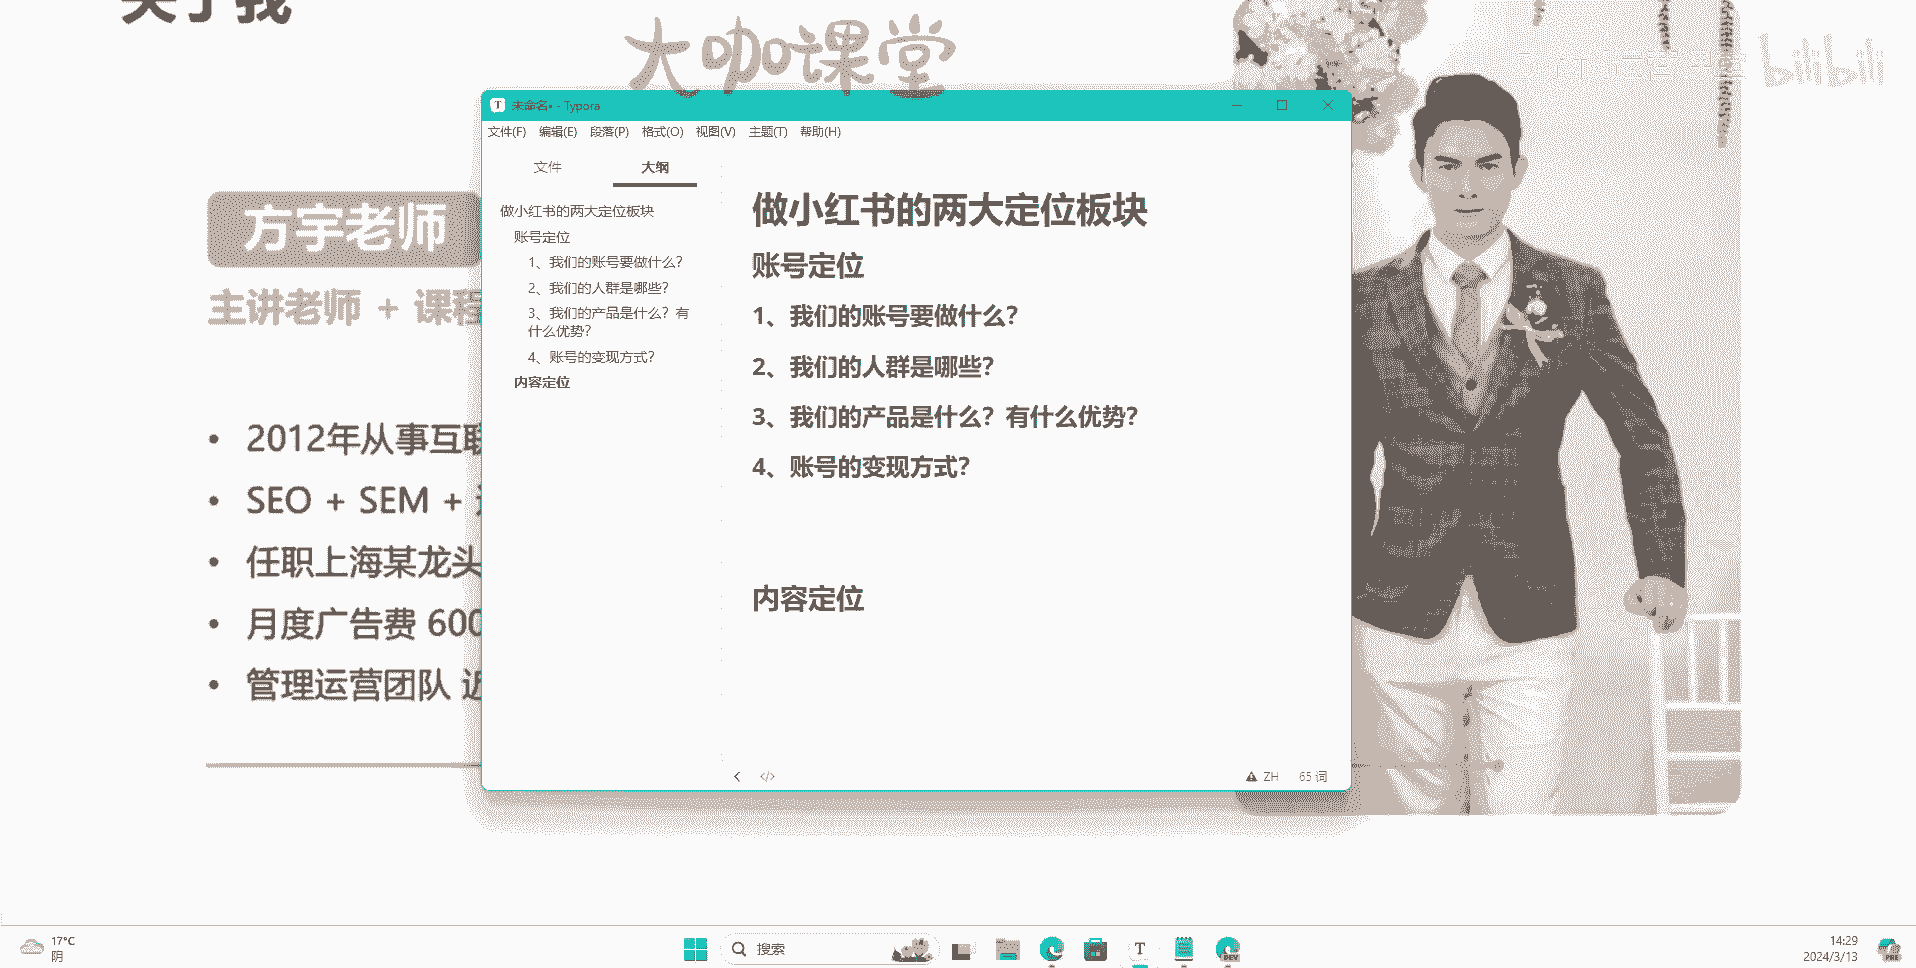 关于我
大咖课堂
bilibili
方宇老师
主讲老师 + 课程
2012年从事互联
SEO + SEM +
任职上海某龙头
月度广告费 600
管理运营团队 近
未命名• - Typora
文件(F) 编辑(E) 段落(P) 格式(O) 视图(V) 主题(T) 帮助(H)
文件 大纲
做小红书的两大定位板块
账号定位
1、我们的账号要做什么？
2、我们的人群是哪些？
3、我们的产品是什么？有
什么优势？
4、账号的变现方式？
内容定位
做小红书的两大定位板块
账号定位
1、我们的账号要做什么？
2、我们的人群是哪些？
3、我们的产品是什么？有什么优势？
4、账号的变现方式？
内容定位
ZH 65 词
17°C
阴
搜索
T
DEV
14:29
2024/3/13
PRE